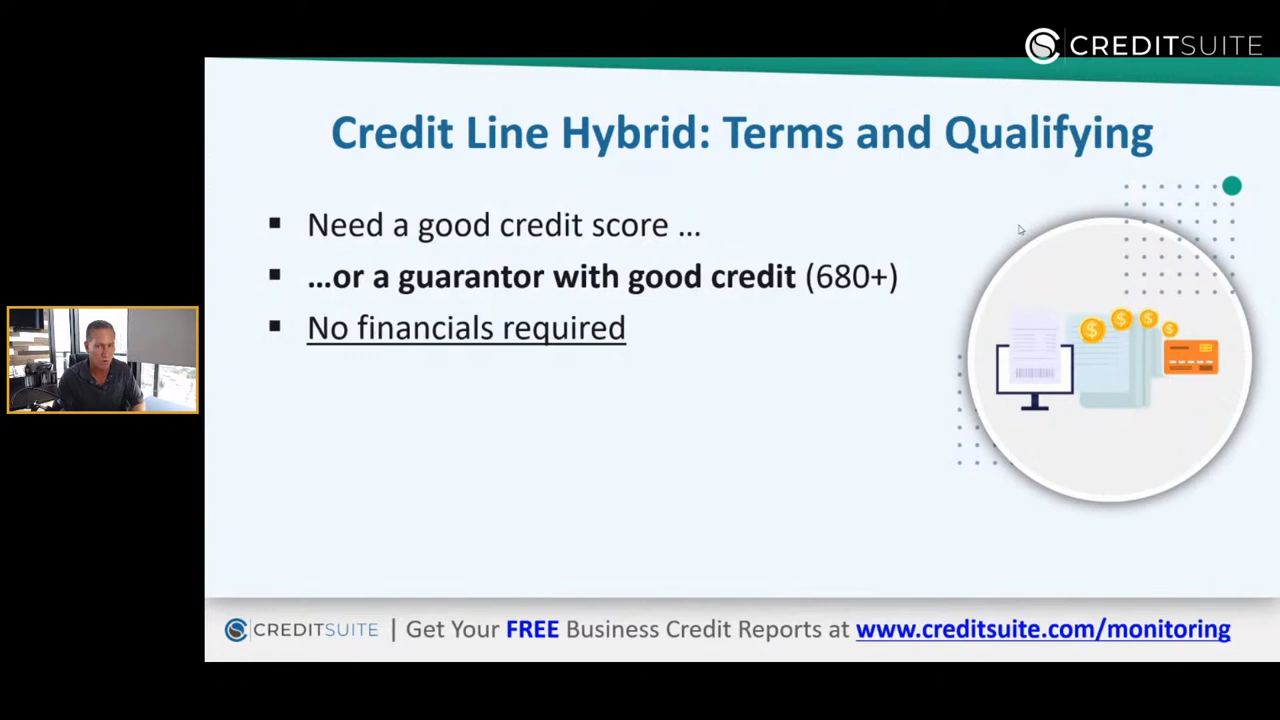 CREDITSUITE
Credit Line Hybrid: Terms and Qualifying
▪ Need a good credit score ...
▪ ...or a guarantor with good credit (680+)
▪ No financials required
CREDITSUITE | Get Your FREE Business Credit Reports at www.creditsuite.com/monitoring